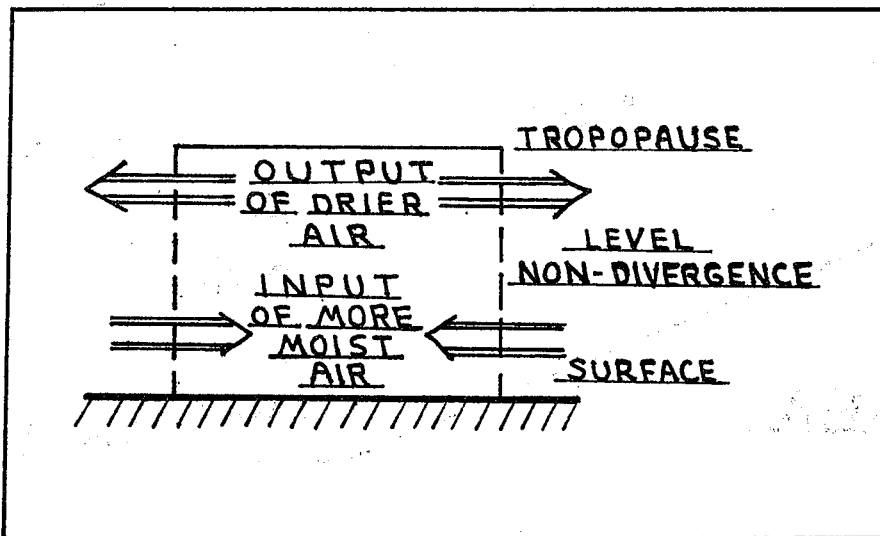 TROPOPAUSE
OUTPUT
OF DRIER
AIR
LEVEL
NON-DIVERGENCE
INPUT
OF MORE
MOIST
AIR
SURFACE